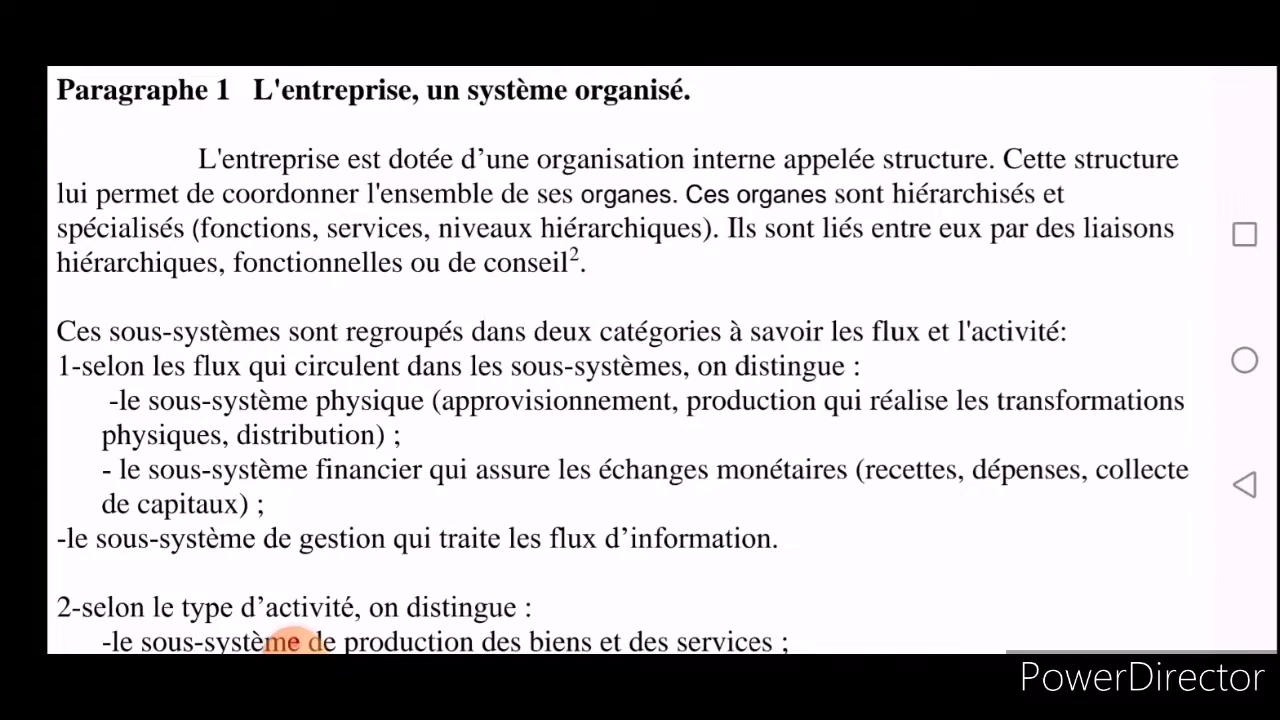 Paragraphe 1 L'entreprise, un système organisé.
L'entreprise est dotée d’une organisation interne appelée structure. Cette structure
lui permet de coordonner l'ensemble de ses organes. Ces organes sont hiérarchisés et
spécialisés (fonctions, services, niveaux hiérarchiques). Ils sont liés entre eux par des liaisons
hiérarchiques, fonctionnelles ou de conseil².
Ces sous-systèmes sont regroupés dans deux catégories à savoir les flux et l'activité:
1-selon les flux qui circulent dans les sous-systèmes, on distingue :
-le sous-système physique (approvisionnement, production qui réalise les transformations
physiques, distribution) ;
- le sous-système financier qui assure les échanges monétaires (recettes, dépenses, collecte
de capitaux) ;
-le sous-système de gestion qui traite les flux d’information.
2-selon le type d’activité, on distingue :
-le sous-système de production des biens et des services ;
PowerDirector